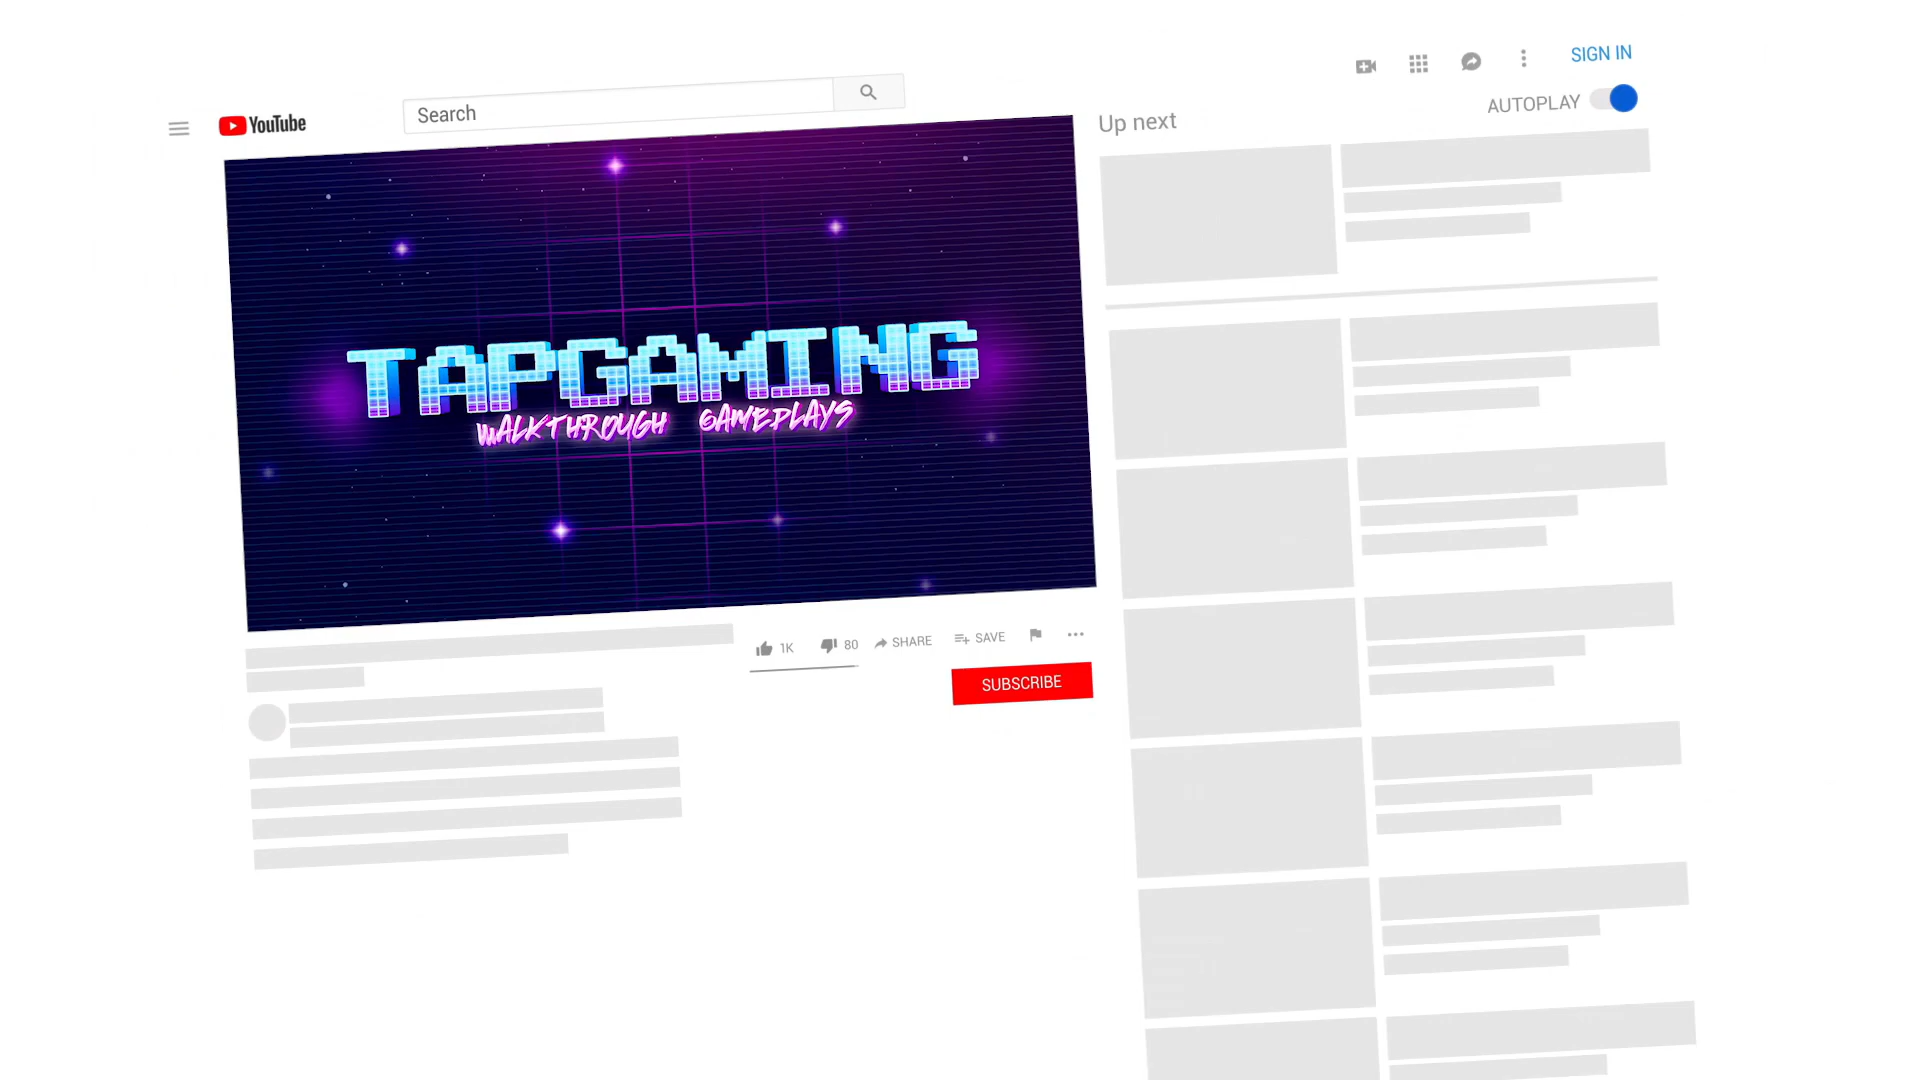 SIGN IN
YouTube
Search
AUTOPLAY
Up next
TAPGAMING
WALKTHROUGH GAMEPLAYS
1K
80
SHARE
SAVE
SUBSCRIBE